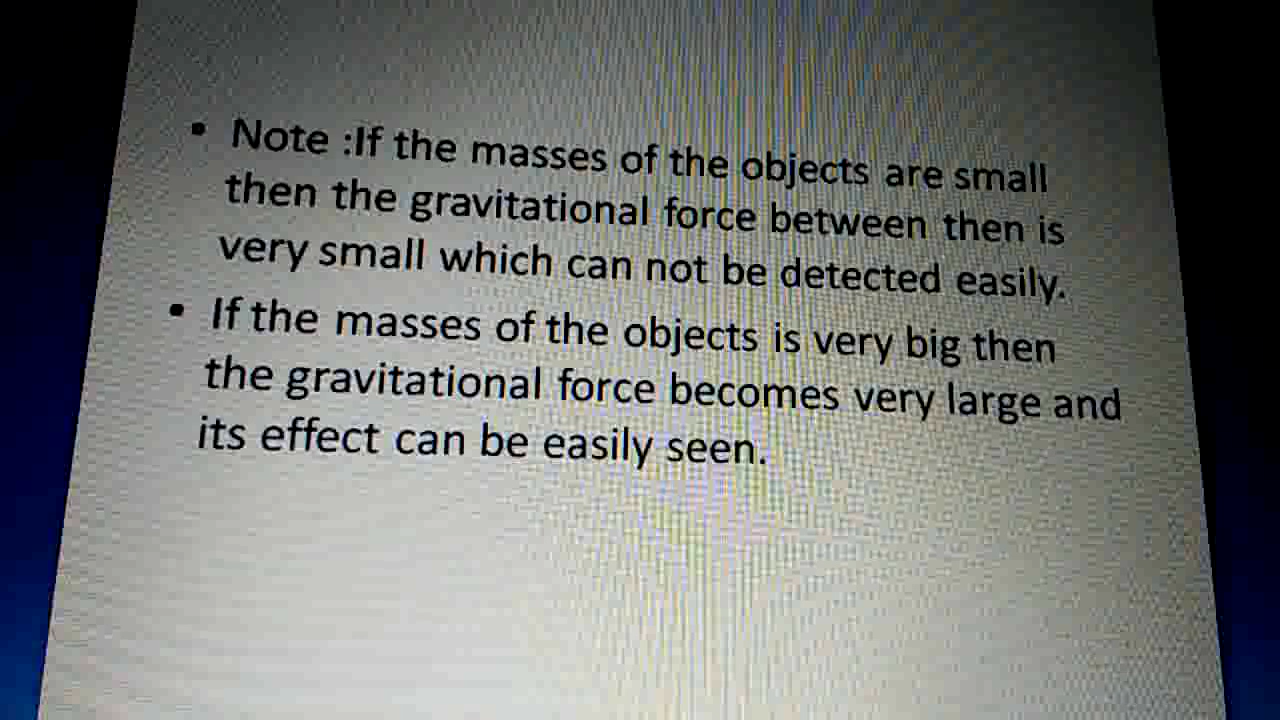 • Note :If the masses of the objects are small
then the gravitational force between then is
very small which can not be detected easily.
• If the masses of the objects is very big then
the gravitational force becomes very large and
its effect can be easily seen.